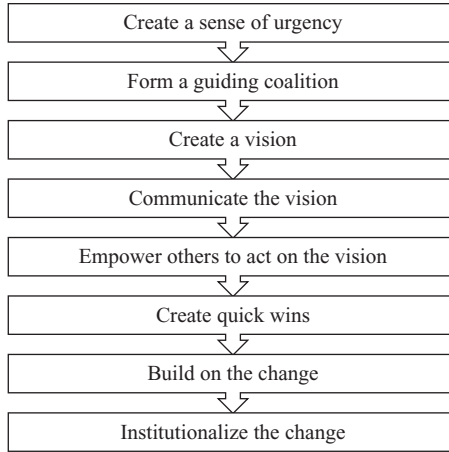 Create a sense of urgency
Form a guiding coalition
Create a vision
Communicate the vision
Empower others to act on the vision
Create quick wins
Build on the change
Institutionalize the change